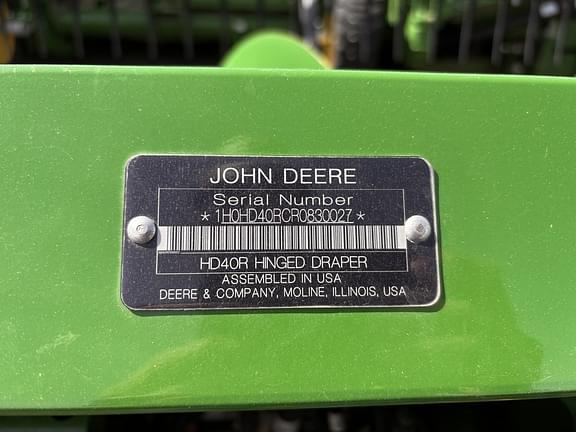 JOHN DEERE
Serial Number
*1H0HD40RCR0830027*
HD40R HINGED DRAPER
ASSEMBLED IN USA
DEERE & COMPANY, MOLINE, ILLINOIS, USA